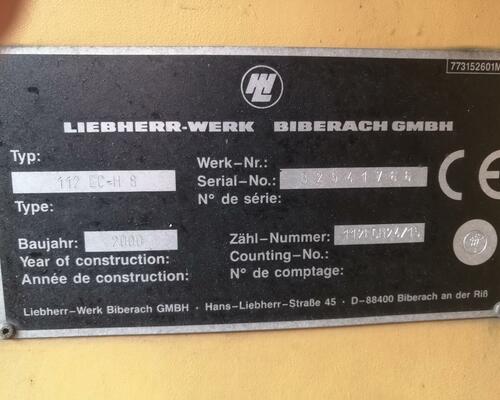 773152601M
LIEBHERR-WERK BIBERACH GMBH
Typ: 112 EC-H 8
Type:
Werk-Nr.:
Serial-No.:
N° de série:
CE
Baujahr: 2000
Year of construction:
Année de construction:
Zähl-Nummer:
Counting-No.:
N° de comptage:
Liebherr-Werk Biberach GMBH · Hans-Liebherr-Straße 45 · D-88400 Biberach an der Riß